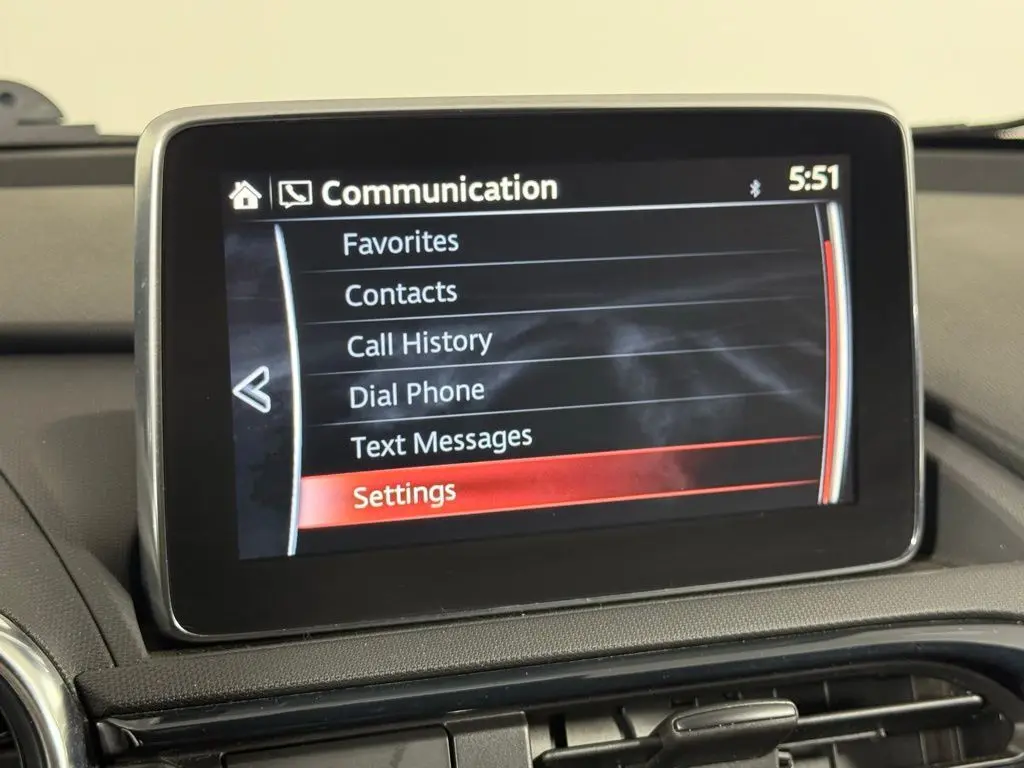 Communication 5:51
Favorites
Contacts
Call History
Dial Phone
Text Messages
Settings